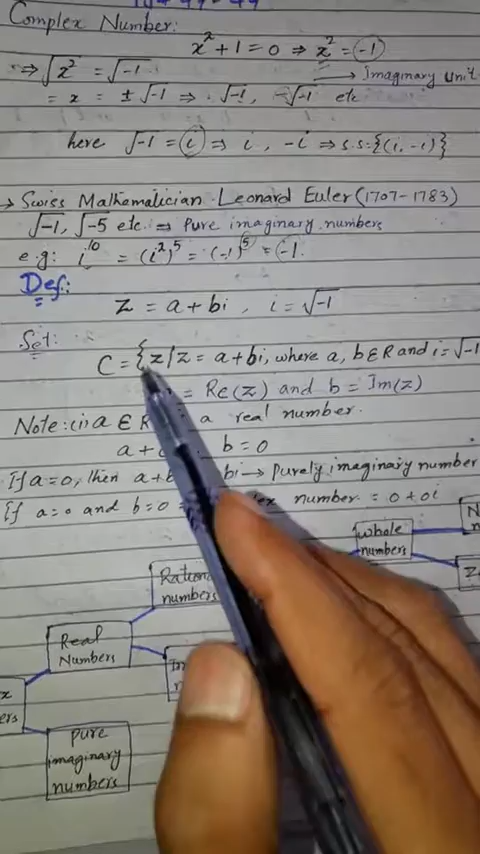 Complex Number:
x² + 1 = 0 ⇒ x² = -1
⇒ √x² = √-1 → Imaginary unit
= x = ± √-1 ⇒ √-1, -√-1 etc
here √-1 = i ⇒ i, -i ⇒ s.s = {(i, -i)}
→ Swiss Mathematician Leonard Euler (1707-1783)
√-1, √-5 etc ⇒ Pure imaginary numbers
e.g: i¹⁰ = (i²)⁵ = (-1)⁵ = -1.
Def:
Z = a + bi, i = √-1
Set:
C = {z/z = a + bi, where a, b ∈ R and i = √-1
= Re(z) and b = Im(z)
Note: (i) a ∈ R a real number.
a + b = 0
If a = 0, then a + b bi → Purely imaginary number
If a = 0 and b = 0 number = 0 + 0i
Whole
numbers
Real
Numbers
numbers
Pure
imaginary
numbers